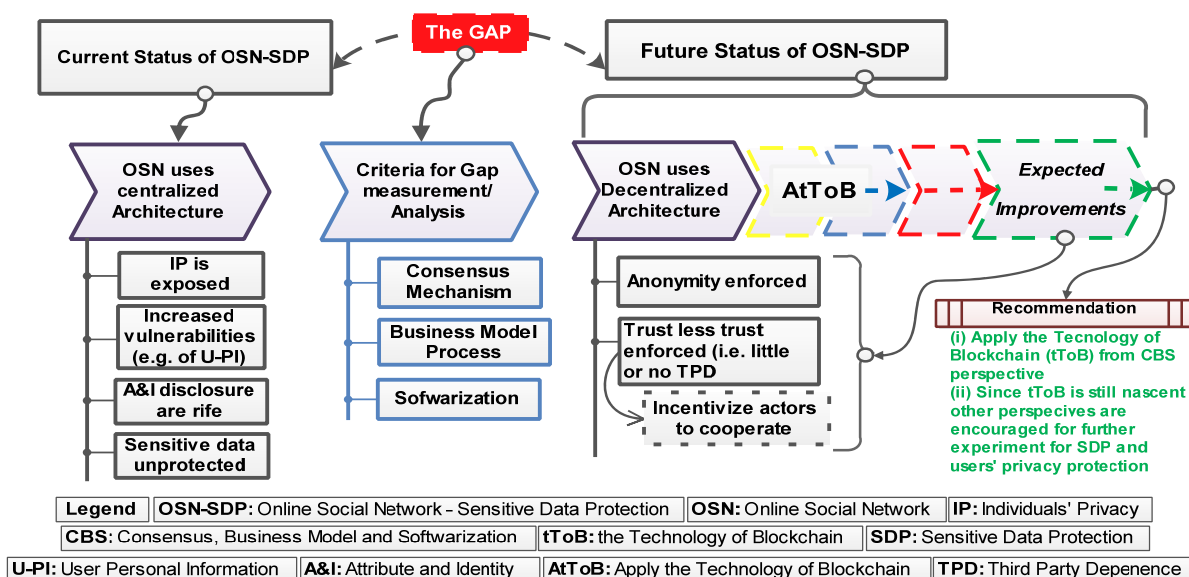 Current Status of OSN-SDP
The GAP
Future Status of OSN-SDP
OSN uses
centralized
Architecture
IP is
exposed
Increased
vulnerabilities
(e.g. of U-PI)
A&I disclosure
are rife
Sensitive data
unprotected
Criteria for Gap
measurement/
Analysis
Consensus
Mechanism
Business Model
Process
Sofwarization
OSN uses
Decentralized
Architecture
AtToB
Expected
Improvements
Anonymity enforced
Trust less trust
enforced (i.e. little
or no TPD
Incentivize actors
to cooperate
Recommendation
(i) Apply the Tecnology of
Blockchain (tToB) from CBS
perspective
(ii) Since tToB is still nascent
other perspecives are
encouraged for further
experiment for SDP and
users' privacy protection
Legend
OSN-SDP: Online Social Network – Sensitive Data Protection
OSN: Online Social Network
IP: Individuals' Privacy
CBS: Consensus, Business Model and Softwarization
tToB: the Technology of Blockchain
SDP: Sensitive Data Protection
U-PI: User Personal Information
A&I: Attribute and Identity
AtToB: Apply the Technology of Blockchain
TPD: Third Party Depenence